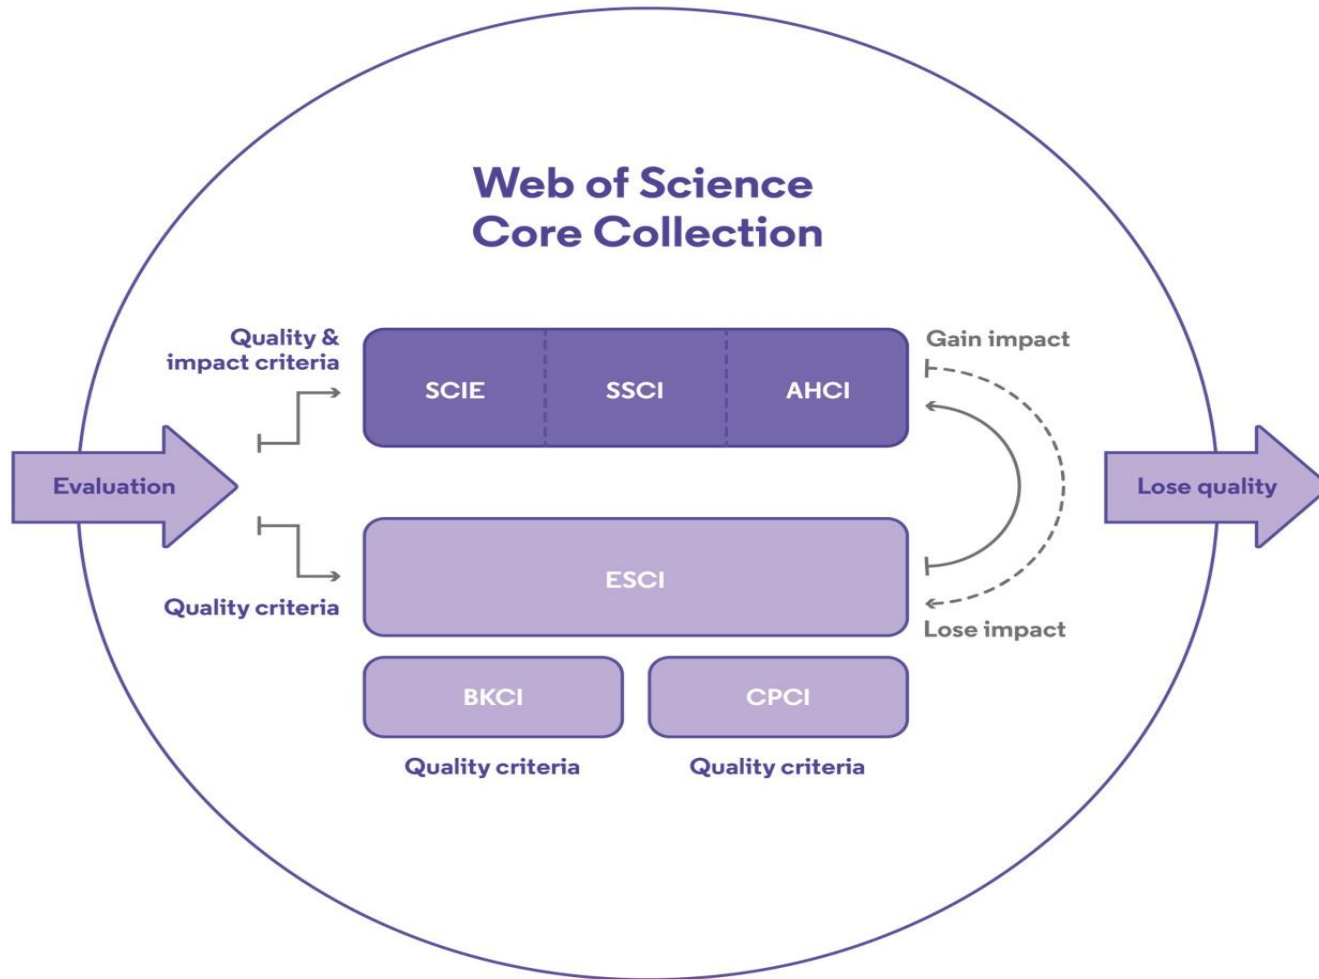 Web of Science
Core Collection
Quality &
impact criteria
SCIE
SSCI
AHCI
Gain impact
Evaluation
Lose quality
ESCI
Quality criteria
Lose impact
BKCI
CPCI
Quality criteria
Quality criteria